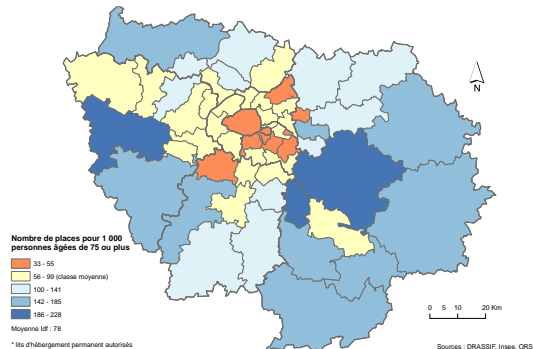 N
Nombre de places pour 1 000
personnes âgées de 75 ou plus
33 - 55
56 - 99 (classe moyenne)
100 - 141
142 - 185
186 - 228
Moyenne Idf : 78
* lits d'hébergement permanent autorisés
0 5 10 20 Km
Sources : DRASSIF, Insee, ORS